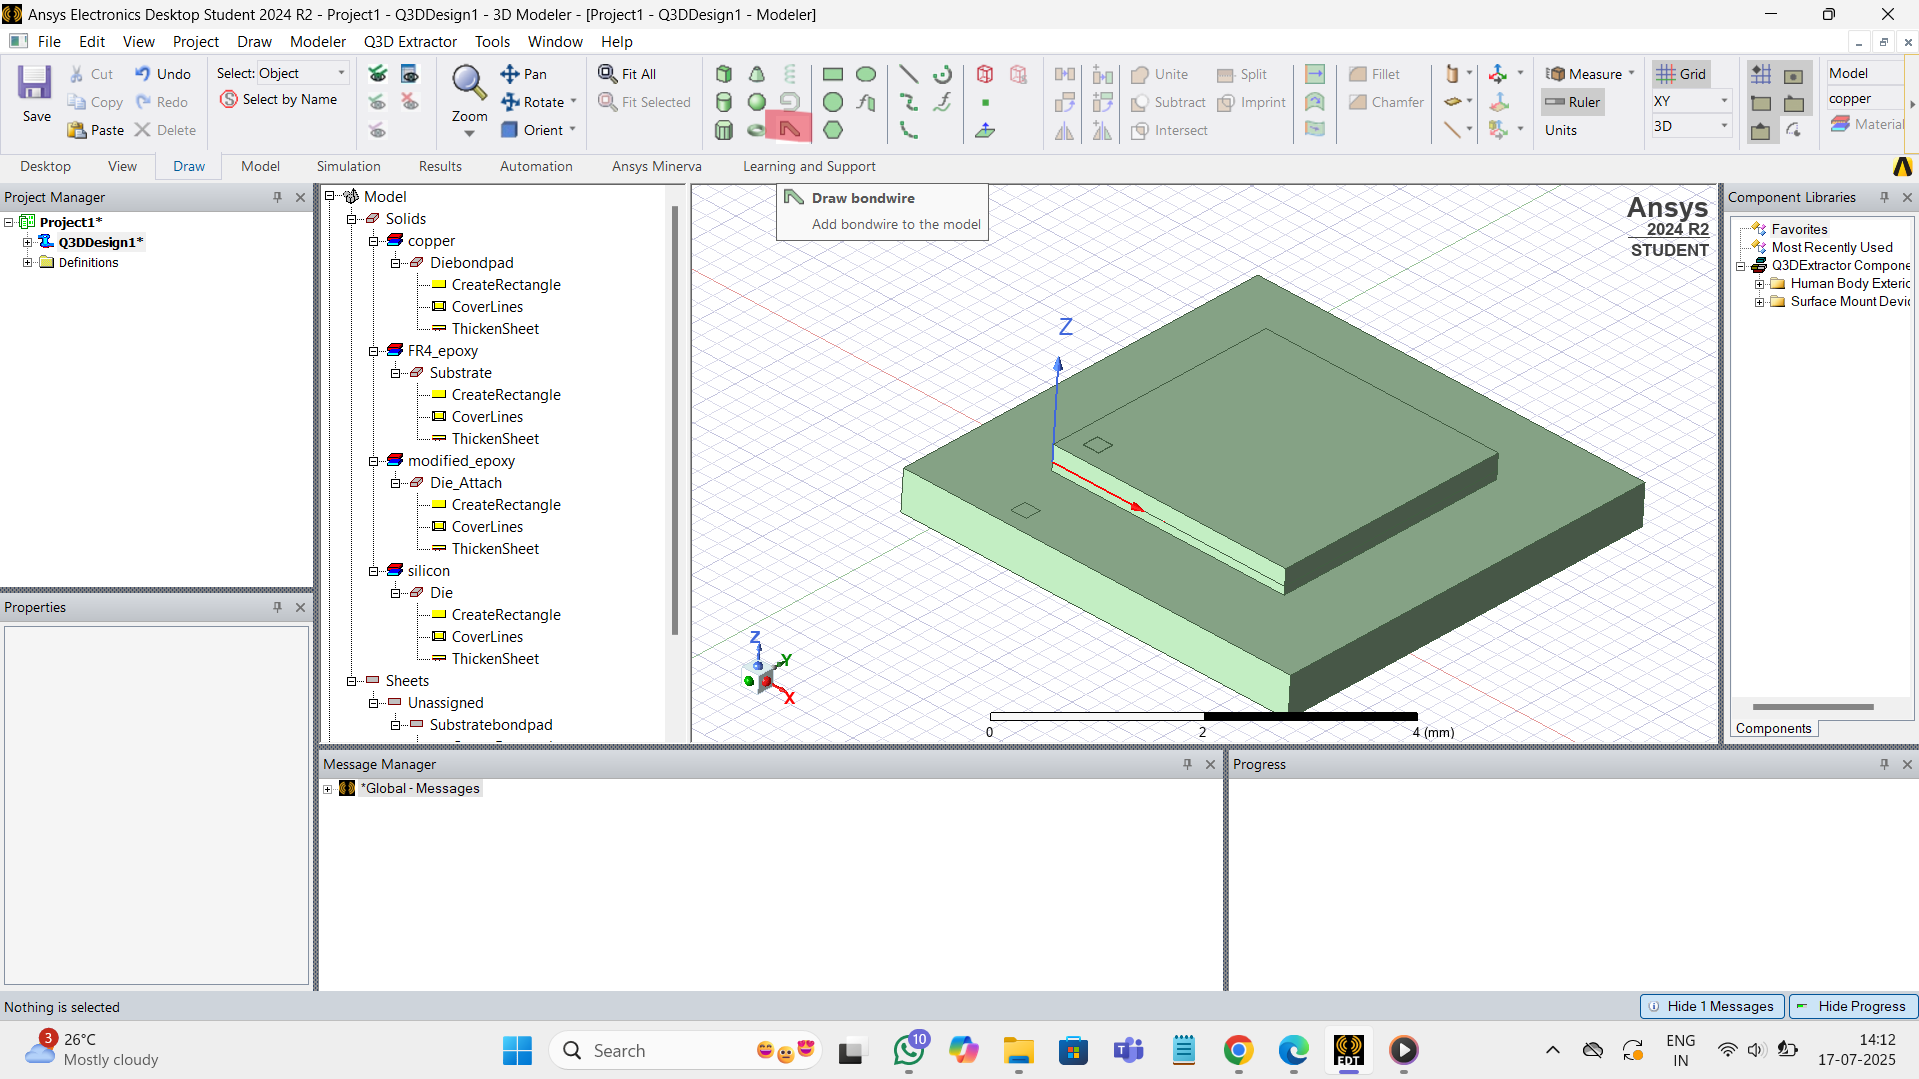 Ansys Electronics Desktop Student 2024 R2 - Project1 - Q3DDesign1 - 3D Modeler - [Project1 - Q3DDesign1 - Modeler]
File Edit View Project Draw Modeler Q3D Extractor Tools Window Help
Save
Cut
Copy
Paste
Undo
Redo
Delete
Select: Object
Select by Name
Zoom
Pan
Rotate
Orient
Fit All
Fit Selected
Unite
Subtract
Intersect
Split
Imprint
Fillet
Chamfer
Measure
Ruler
Units
Grid
XY
3D
Model
copper
Material
Desktop View Draw Model Simulation Results Automation Ansys Minerva Learning and Support
Project Manager
Project1*
Q3DDesign1*
Definitions
Properties
Model
Solids
copper
Diebondpad
CreateRectangle
CoverLines
ThickenSheet
FR4_epoxy
Substrate
CreateRectangle
CoverLines
ThickenSheet
modified_epoxy
Die_Attach
CreateRectangle
CoverLines
ThickenSheet
silicon
Die
CreateRectangle
CoverLines
ThickenSheet
Sheets
Unassigned
Substratebondpad
Draw bondwire
Add bondwire to the model
Ansys
2024 R2
STUDENT
Z
Z
Y
X
0 2 4 (mm)
Component Libraries
Favorites
Most Recently Used
Q3DExtractor Compone
Human Body Exteric
Surface Mount Devi
Components
Message Manager
*Global - Messages
Progress
Nothing is selected
Hide 1 Messages
Hide Progress
3
26°C
Mostly cloudy
Search
10
EDT
ENG
IN
14:12
17-07-2025